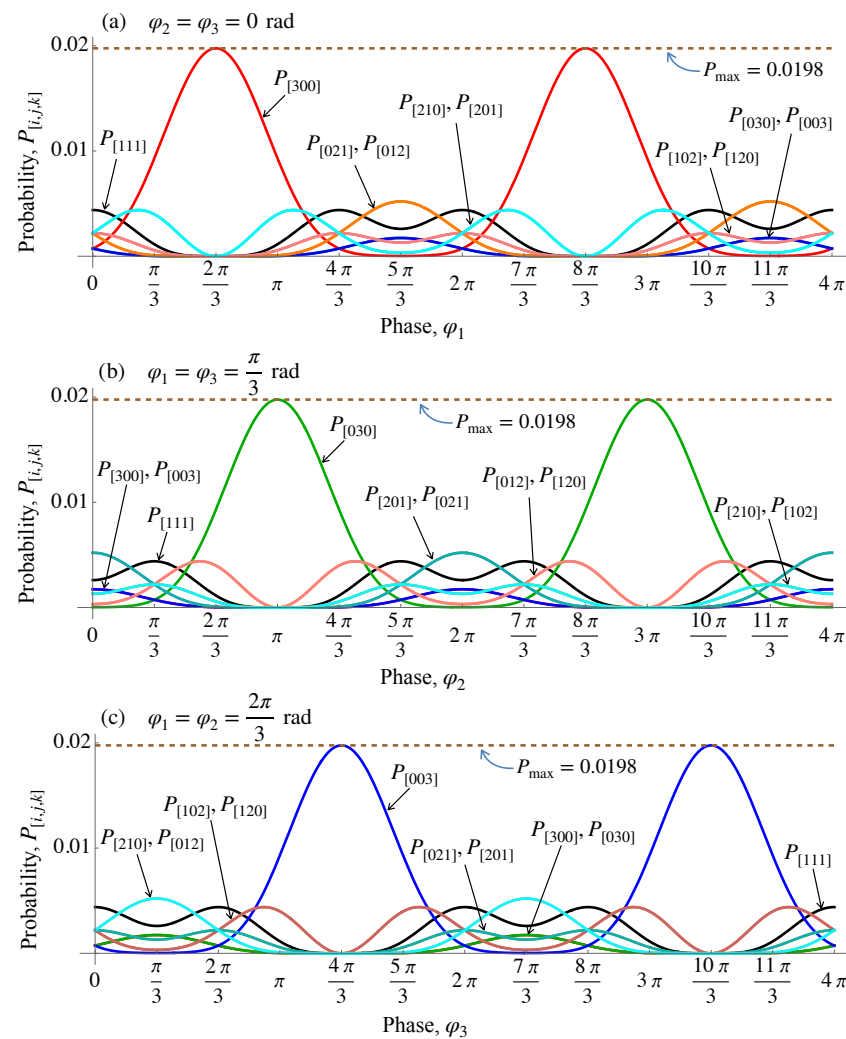 (a) φ₂ = φ₃ = 0 rad
Probability, P[i,j,k]
0.02
0.01
Pmax = 0.0198
P[300]
P[111]
P[210], P[201]
P[021], P[012]
P[030], P[003]
P[102], P[120]
0 π/3 2π/3 π 4π/3 5π/3 2π 7π/3 8π/3 3π 10π/3 11π/3 4π
Phase, φ₁
(b) φ₁ = φ₃ = π/3 rad
Probability, P[i,j,k]
0.02
0.01
Pmax = 0.0198
P[030]
P[300], P[003]
P[111]
P[201], P[021]
P[012], P[120]
P[210], P[102]
0 π/3 2π/3 π 4π/3 5π/3 2π 7π/3 8π/3 3π 10π/3 11π/3 4π
Phase, φ₂
(c) φ₁ = φ₂ = 2π/3 rad
Probability, P[i,j,k]
0.02
0.01
Pmax = 0.0198
P[003]
P[102], P[120]
P[210], P[012]
P[021], P[201]
P[300], P[030]
P[111]
0 π/3 2π/3 π 4π/3 5π/3 2π 7π/3 8π/3 3π 10π/3 11π/3 4π
Phase, φ₃